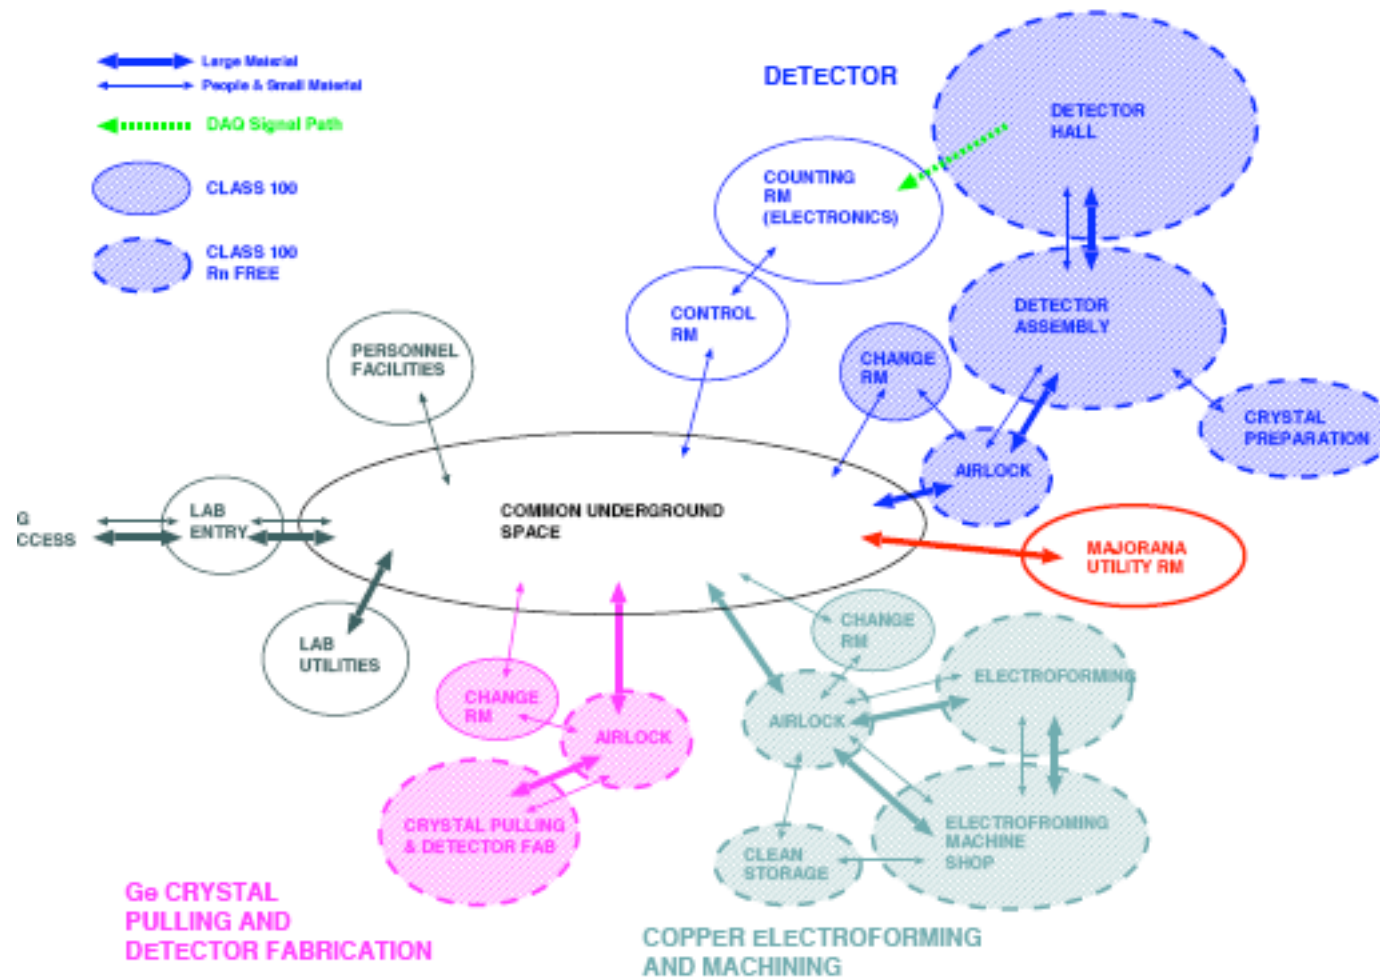 Large Material
People & Small Material
DAQ Signal Path
CLASS 100
CLASS 100
Rn FREE
DETECTOR
DETECTOR
HALL
COUNTING
RM
(ELECTRONICS)
CONTROL
RM
DETECTOR
ASSEMBLY
CHANGE
RM
CRYSTAL
PREPARATION
AIRLOCK
PERSONNEL
FACILITIES
LAB
ENTRY
G
CCESS
COMMON UNDERGROUND
SPACE
MAJORANA
UTILITY RM
LAB
UTILITIES
CHANGE
RM
AIRLOCK
CRYSTAL PULLING
& DETECTOR FAB
CHANGE
RM
AIRLOCK
ELECTROFORMING
ELECTROFROMING
MACHINE
SHOP
CLEAN
STORAGE
Ge CRYSTAL
PULLING AND
DETECTOR FABRICATION
COPPER ELECTROFORMING
AND MACHINING